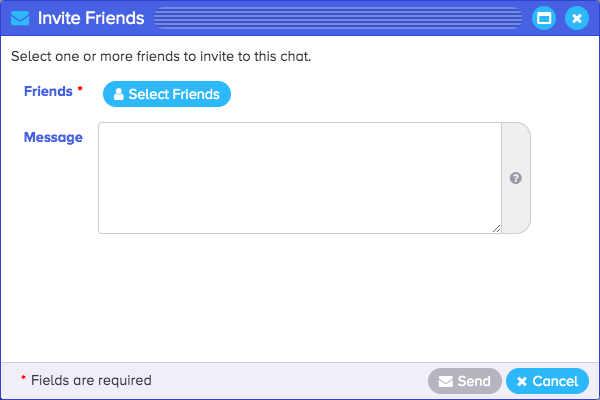 Invite Friends
Select one or more friends to invite to this chat.
Friends *
Select Friends
Message
?
* Fields are required
Send
Cancel